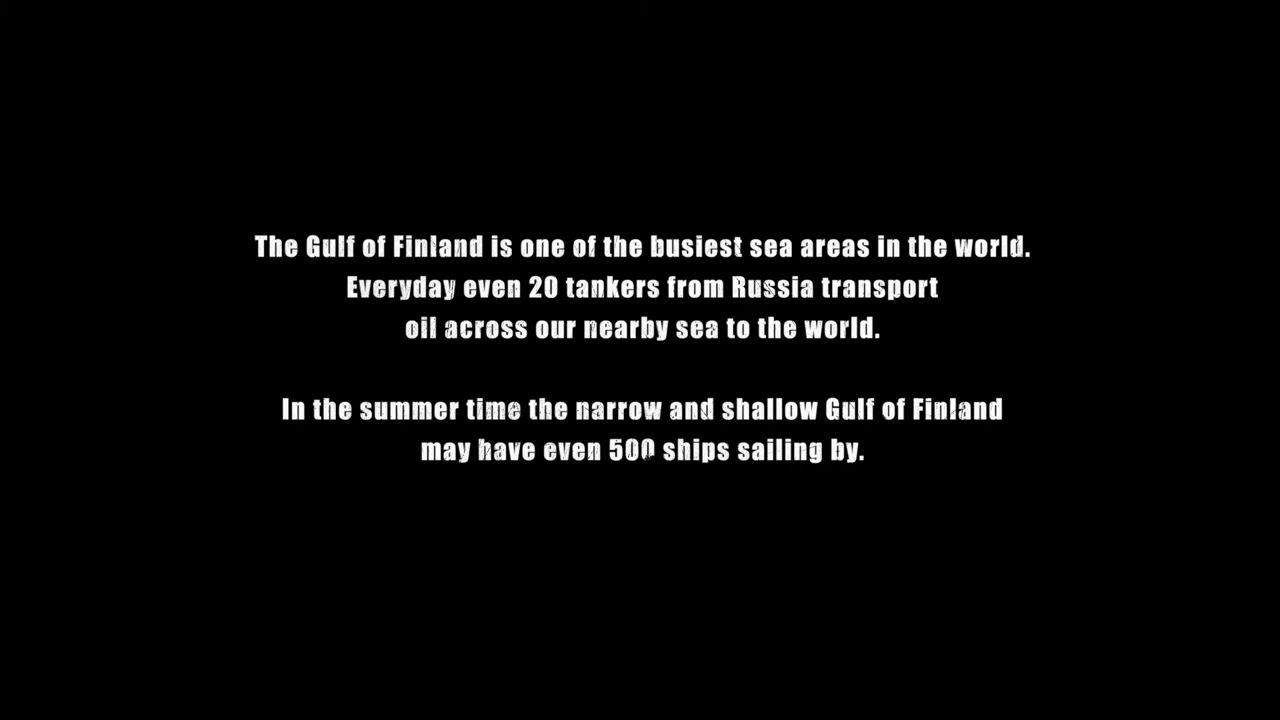 The Gulf of Finland is one of the busiest sea areas in the world.
Everyday even 20 tankers from Russia transport
oil across our nearby sea to the world.
In the summer time the narrow and shallow Gulf of Finland
may have even 500 ships sailing by.